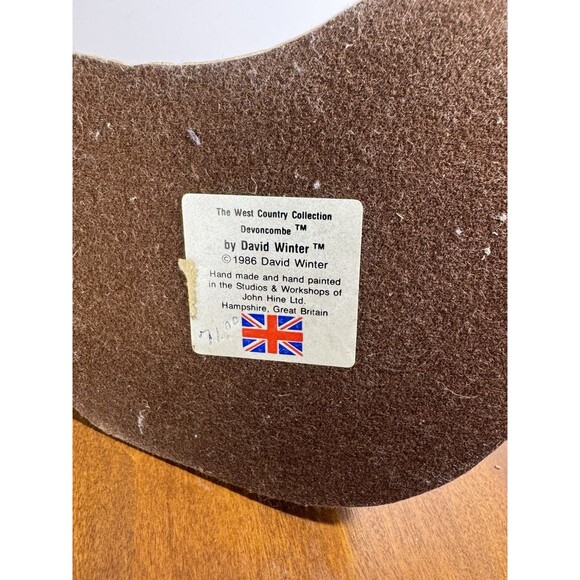 The West Country Collection
Devoncombe ™
by David Winter ™
© 1986 David Winter
Hand made and hand painted
in the Studios & Workshops of
John Hine Ltd.
Hampshire, Great Britain